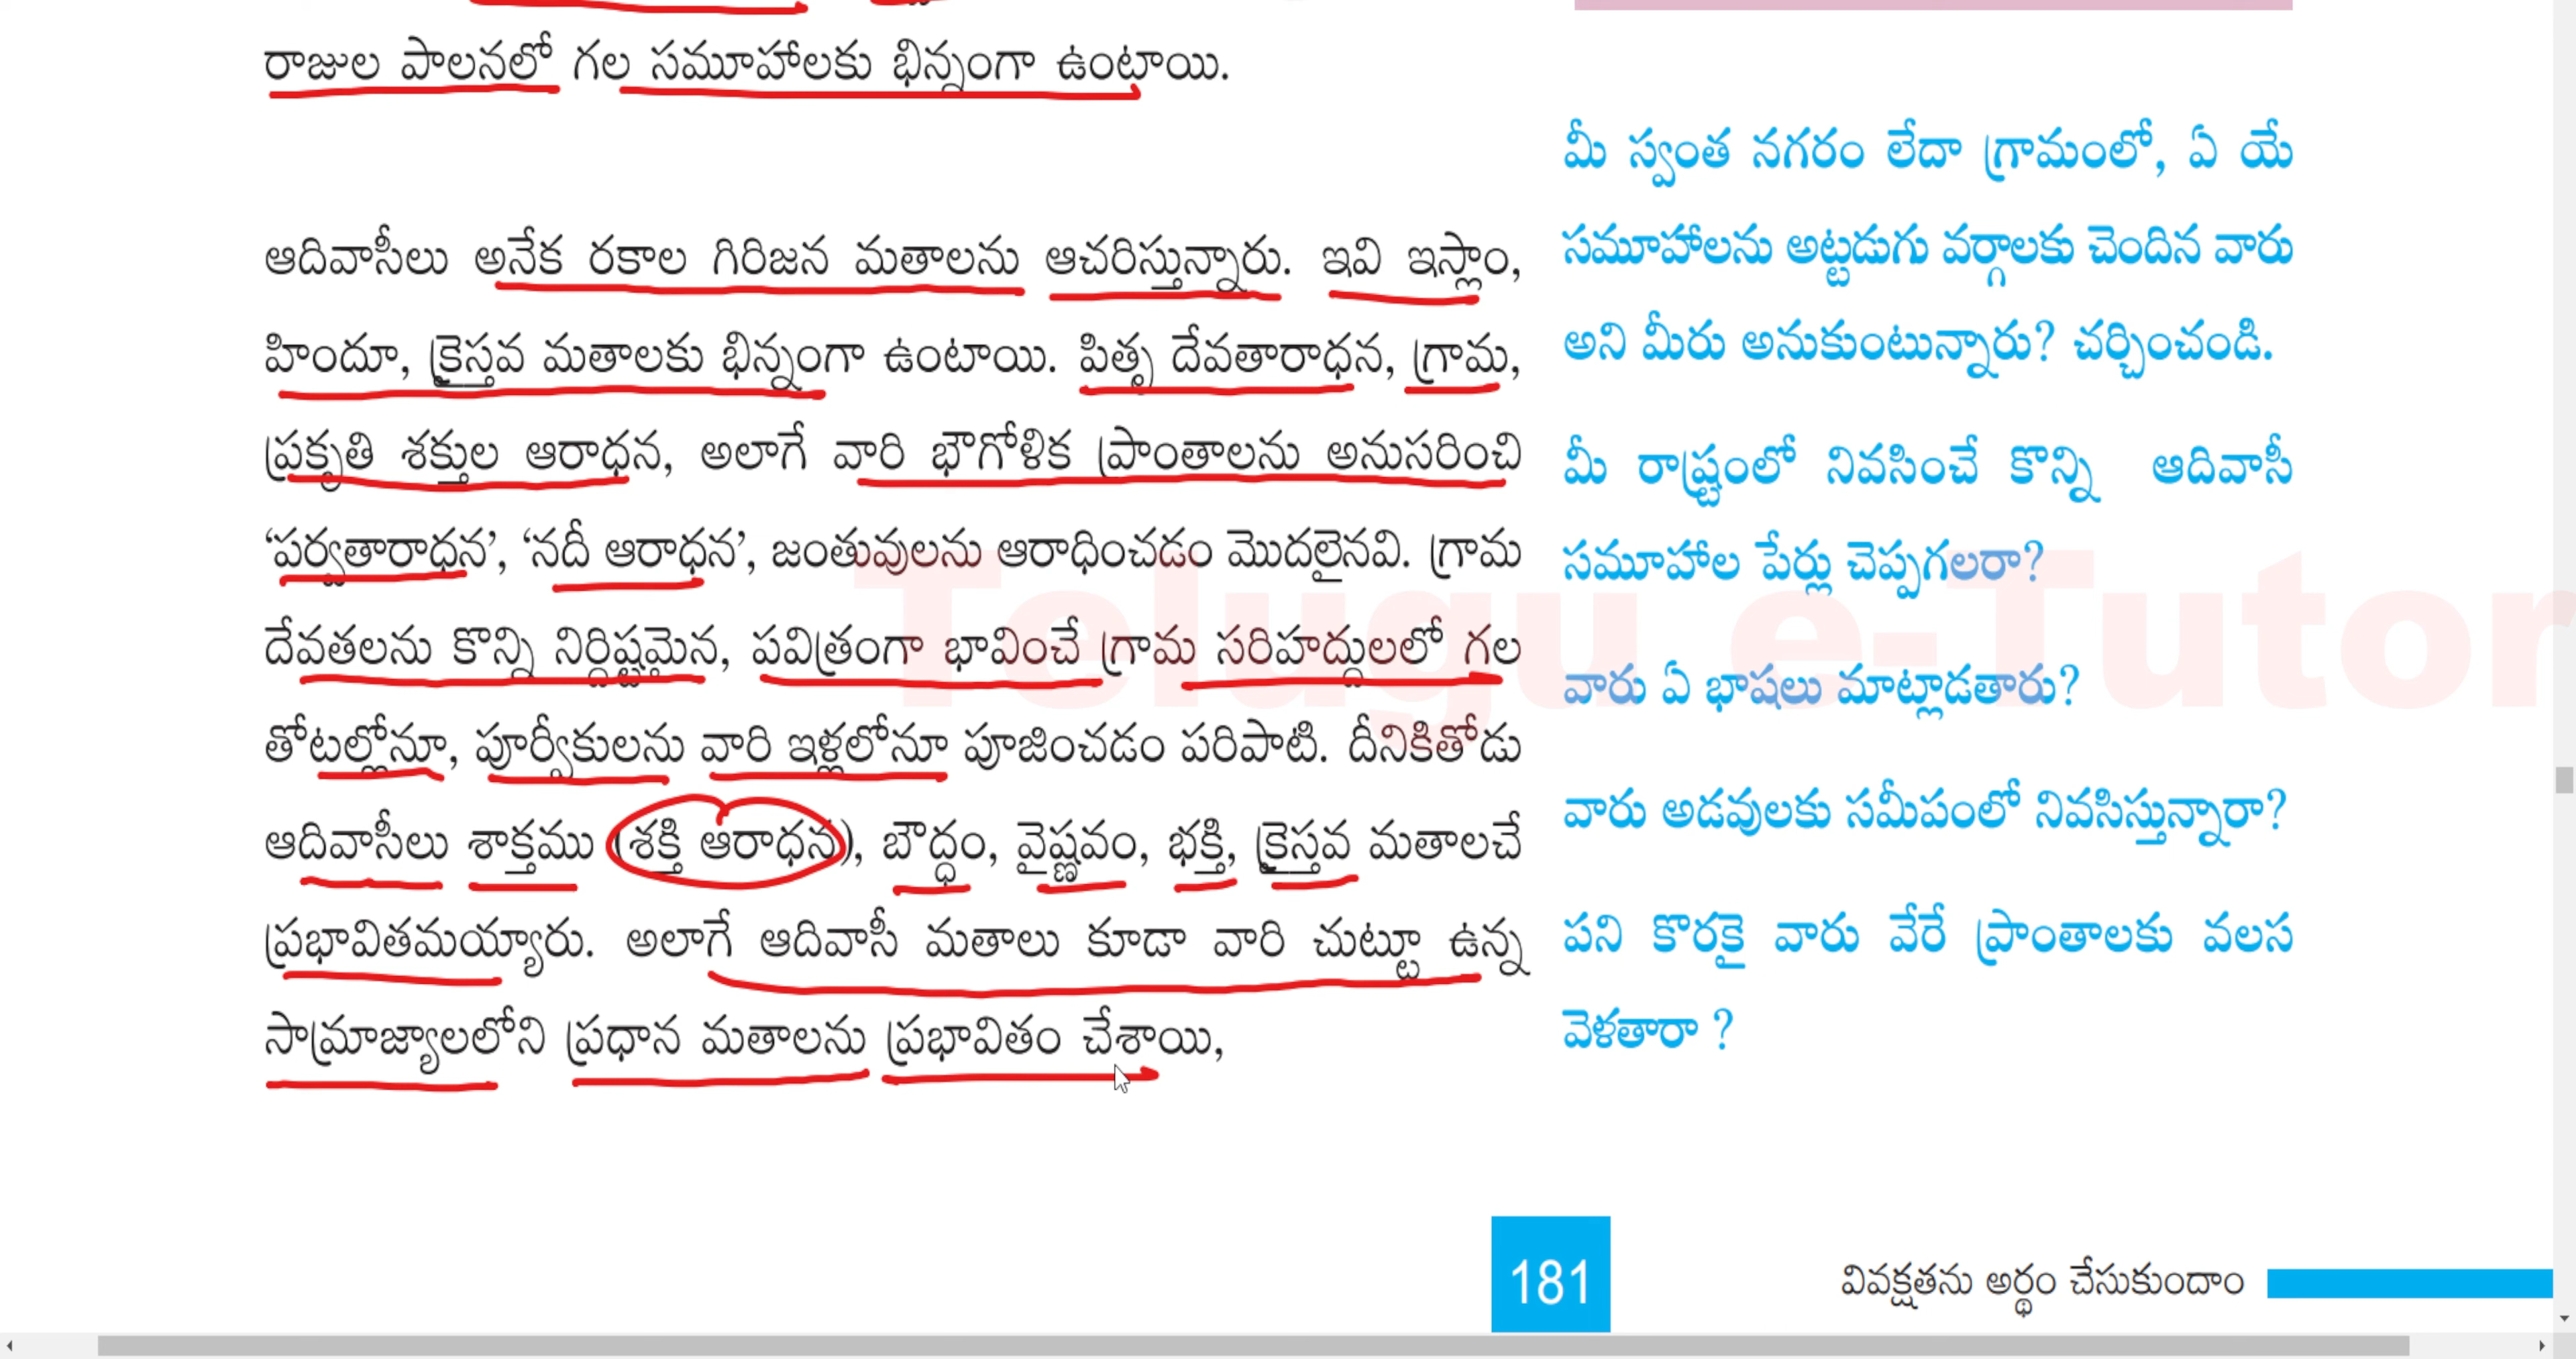 రాజుల పాలనలో గల సమూహాలకు భిన్నంగా ఉంటాయి.
ఆదివాసీలు అనేక రకాల గిరిజన మతాలను ఆచరిస్తున్నారు. ఇవి ఇస్లాం,
హిందూ, క్రైస్తవ మతాలకు భిన్నంగా ఉంటాయి. పితృ దేవతారాధన, గ్రామ,
ప్రకృతి శక్తుల ఆరాధన, అలాగే వారి భౌగోళిక ప్రాంతాలను అనుసరించి
‘పర్వతారాధన’, ‘నదీ ఆరాధన’, జంతువులను ఆరాధించడం మొదలైనవి. గ్రామ
దేవతలను కొన్ని నిర్దిష్టమైన, పవిత్రంగా భావించే గ్రామ సరిహద్దులలో గల
తోటల్లోనూ, పూర్వీకులను వారి ఇళ్లలోనూ పూజించడం పరిపాటి. దీనికితోడు
ఆదివాసీలు శాక్తము (శక్తి ఆరాధన), బౌద్ధం, వైష్ణవం, భక్తి, క్రైస్తవ మతాలచే
ప్రభావితమయ్యారు. అలాగే ఆదివాసీ మతాలు కూడా వారి చుట్టూ ఉన్న
సామ్రాజ్యాలలోని ప్రధాన మతాలను ప్రభావితం చేశాయి,
మీ స్వంత నగరం లేదా గ్రామంలో, ఏ యే
సమూహాలను అట్టడుగు వర్గాలకు చెందిన వారు
అని మీరు అనుకుంటున్నారు? చర్చించండి.
మీ రాష్ట్రంలో నివసించే కొన్ని ఆదివాసీ
సమూహాల పేర్లు చెప్పగలరా?
వారు ఏ భాషలు మాట్లాడతారు?
వారు అడవులకు సమీపంలో నివసిస్తున్నారా?
పని కొరకై వారు వేరే ప్రాంతాలకు వలస
వెళతారా ?
Telugu e-Tutor
181
వివక్షతను అర్థం చేసుకుందాం